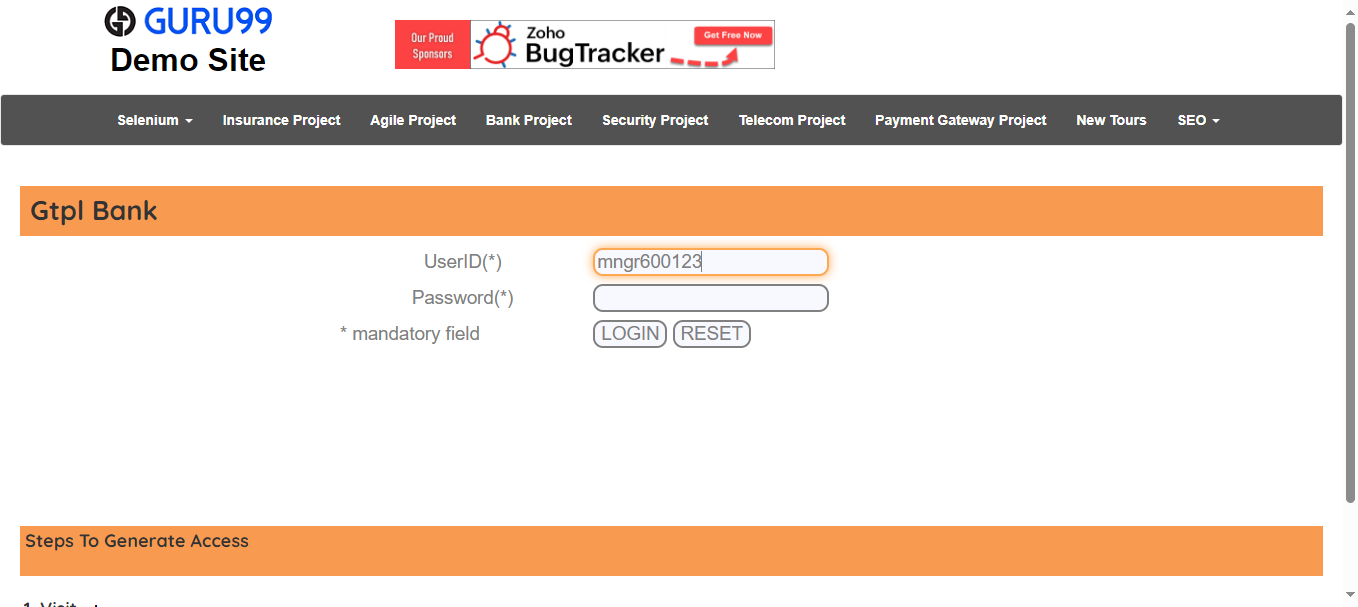 GURU99
Demo Site
Our Proud
Sponsors
Zoho
BugTracker
Get Free Now
Selenium Insurance Project Agile Project Bank Project Security Project Telecom Project Payment Gateway Project New Tours SEO
Gtpl Bank
UserID(*) mngr600123
Password(*)
* mandatory field LOGIN RESET
Steps To Generate Access